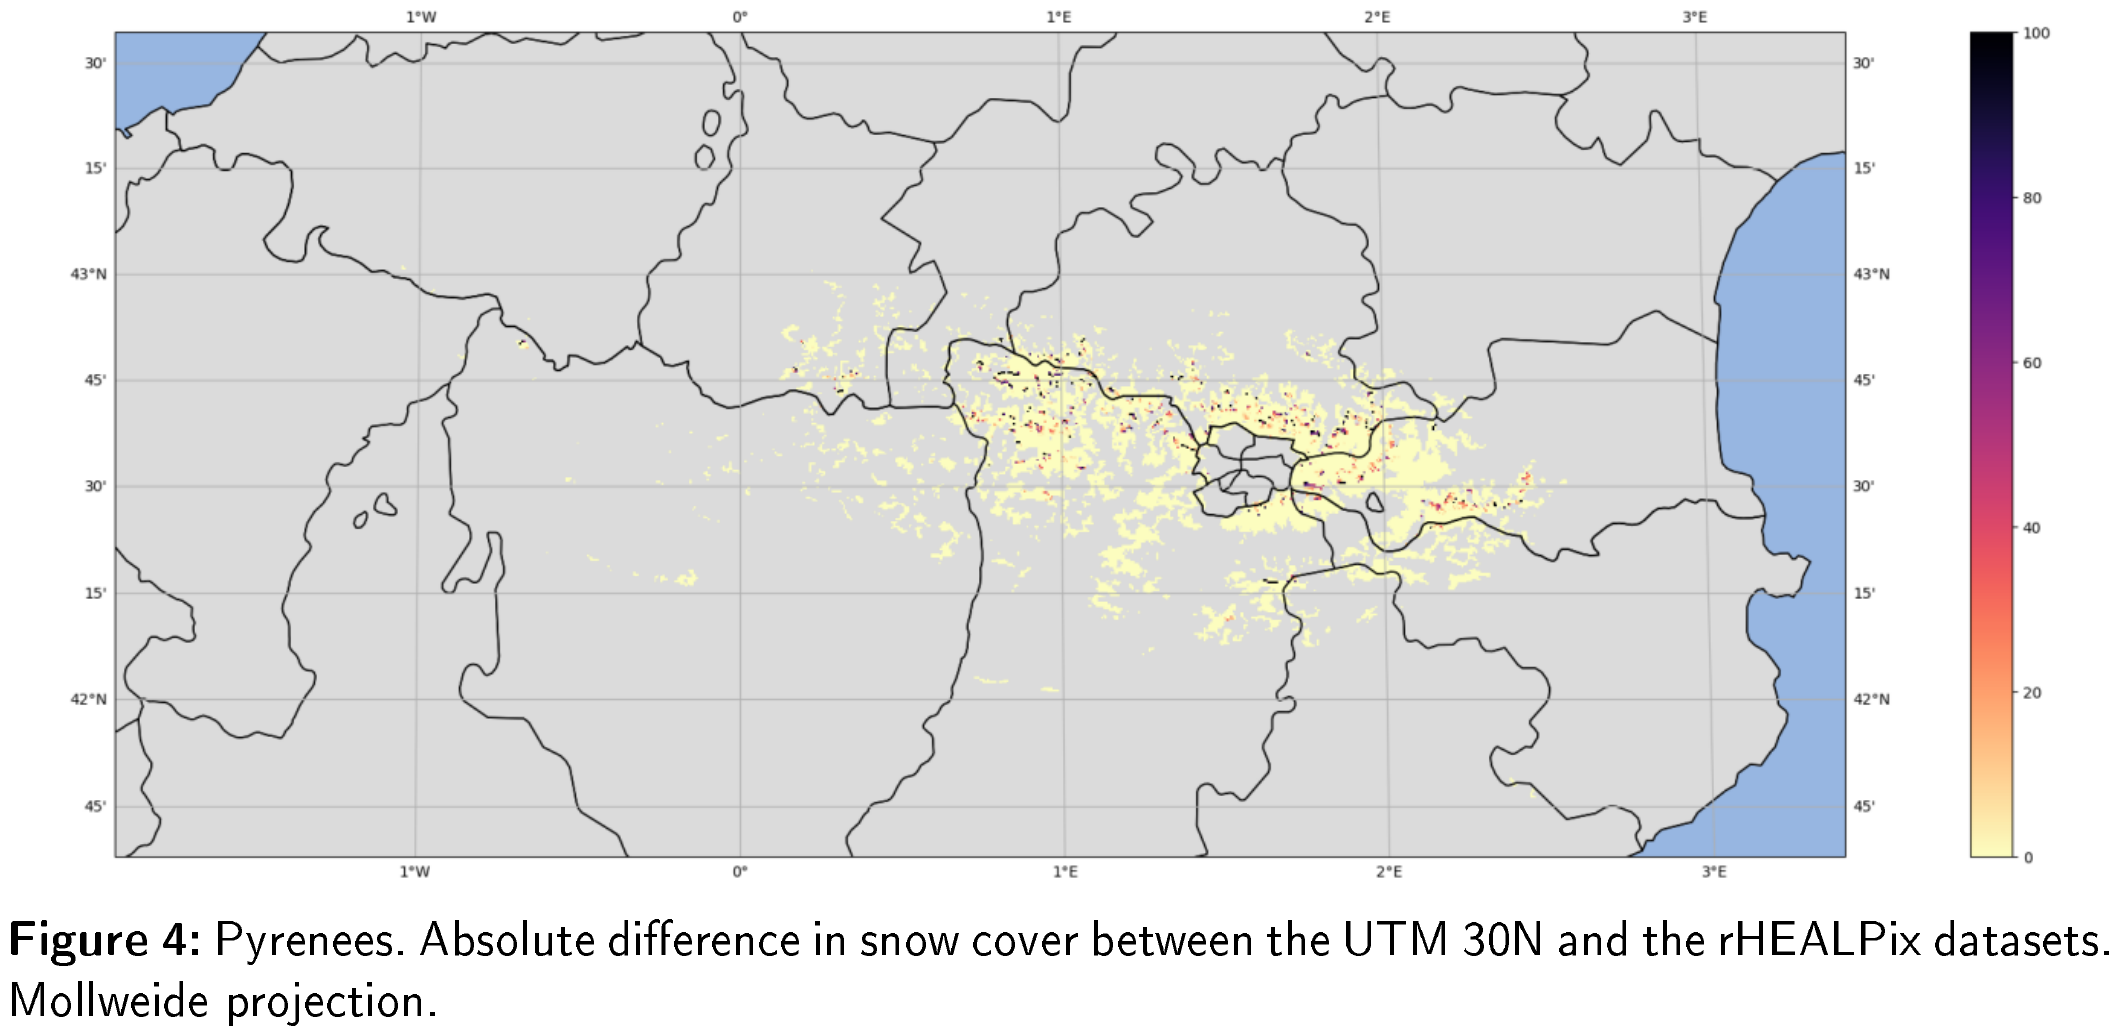 1°W 0° 1°E 2°E 3°E
100
30' 30'
80
15' 15'
43°N 43°N
60
45' 45'
40
30' 30'
15' 15'
20
42°N 42°N
45' 45'
0
1°W 0° 1°E 2°E 3°E
Figure 4: Pyrenees. Absolute difference in snow cover between the UTM 30N and the rHEALPix datasets.
Mollweide projection.